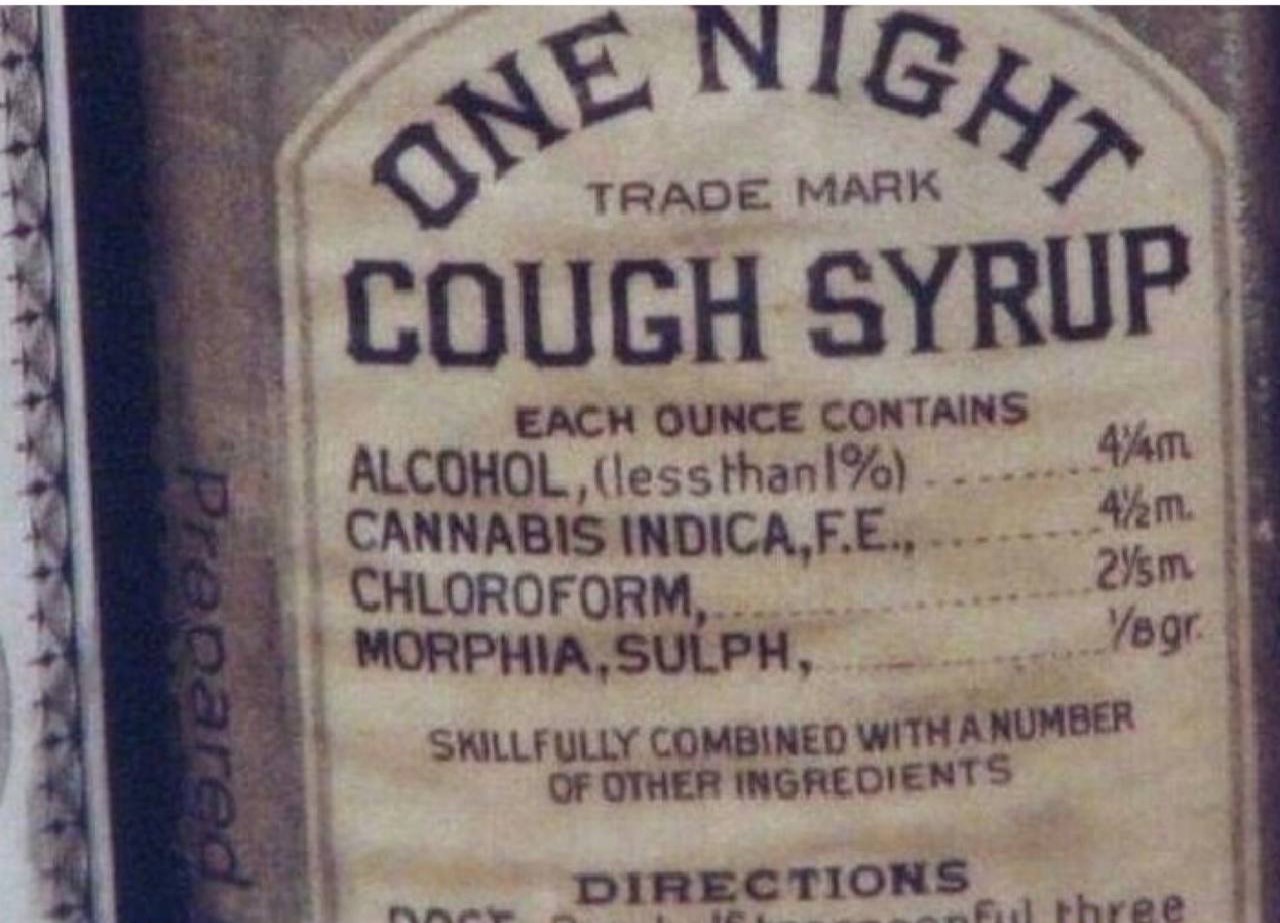 ONE NIGHT
TRADE MARK
COUGH SYRUP
EACH OUNCE CONTAINS
ALCOHOL, (less than 1%) 4¼m.
CANNABIS INDICA, F.E., 4½m.
CHLOROFORM, 2⅕m.
MORPHIA, SULPH, ⅛gr.
SKILLFULLY COMBINED WITH A NUMBER
OF OTHER INGREDIENTS
DIRECTIONS
three
Prepared